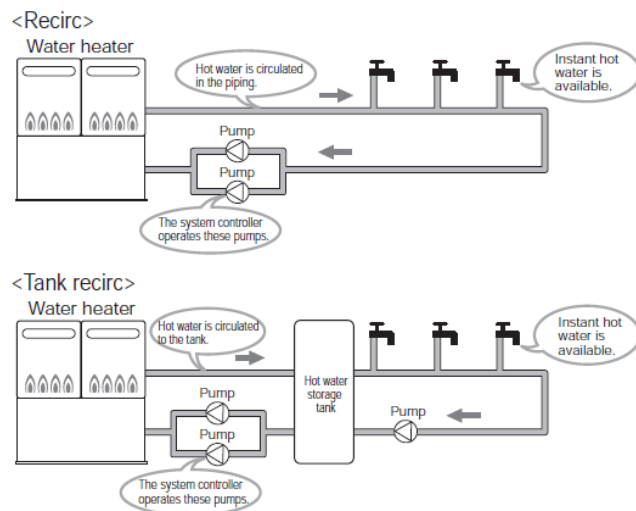 <Recirc>
Water heater
Hot water is circulated
in the piping.
Instant hot
water is
available.
Pump
Pump
The system controller
operates these pumps.
<Tank recirc>
Water heater
Hot water is circulated
to the tank.
Instant hot
water is
available.
Hot water
storage
tank
Pump
Pump
Pump
The system controller
operates these pumps.